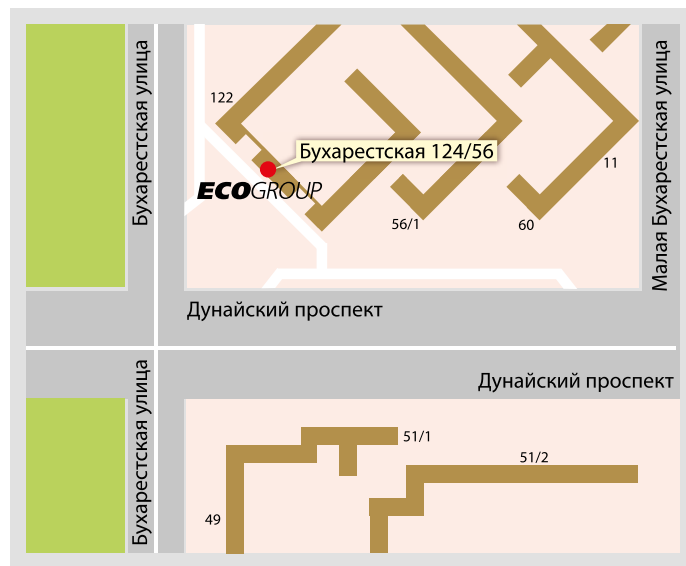 Бухарестская улица
Малая Бухарестская улица
122
Бухарестская 124/56
11
ECOGROUP
56/1
60
Дунайский проспект
Дунайский проспект
Бухарестская улица
51/1
51/2
49